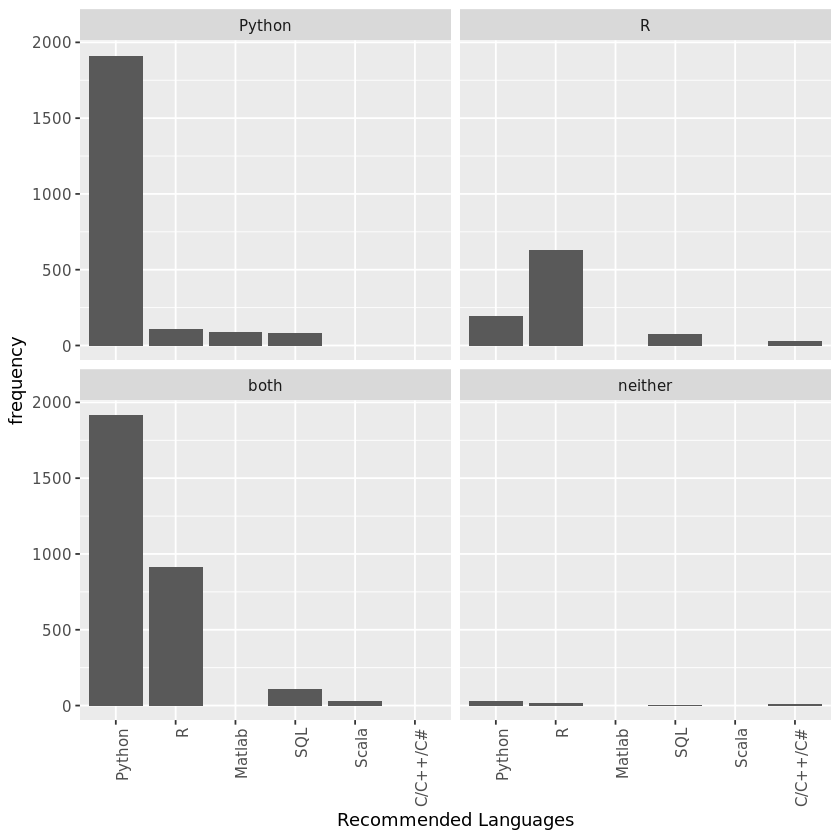 Python
R
2000
1500
1000
500
0
both
neither
2000
1500
1000
500
0
frequency
Python
R
Matlab
SQL
Scala
C/C++/C#
Python
R
Matlab
SQL
Scala
C/C++/C#
Recommended Languages